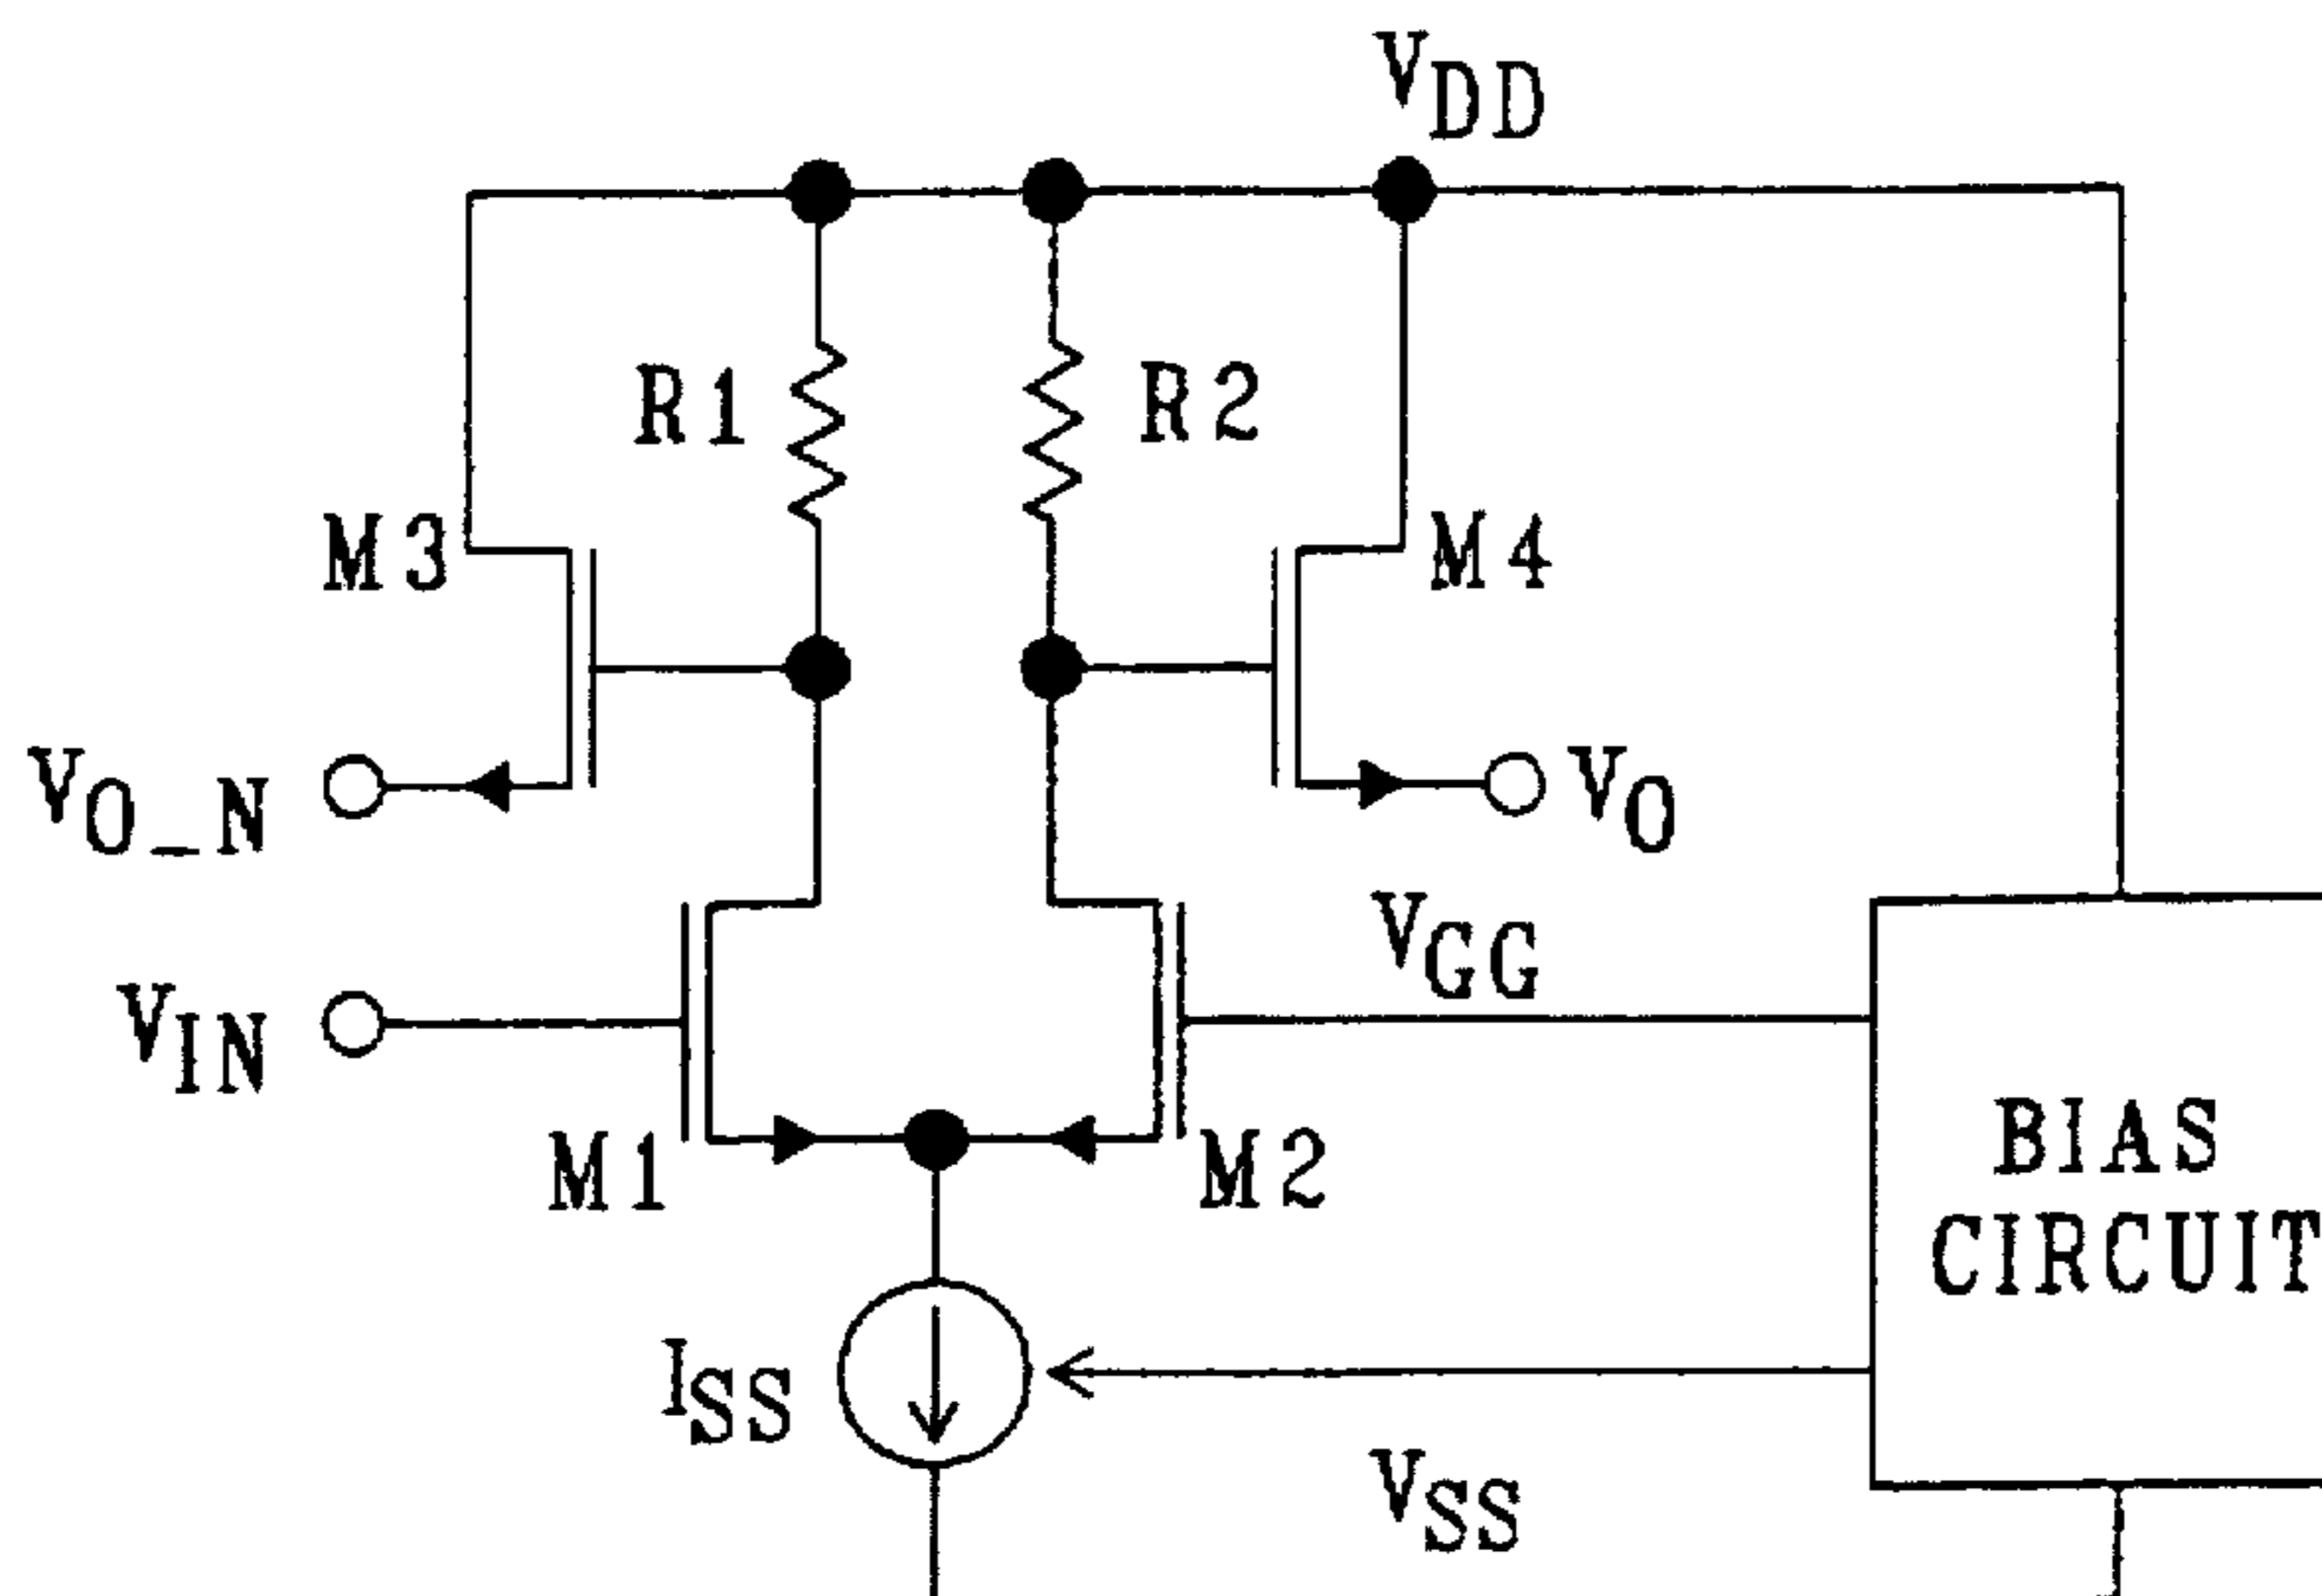 VDD
R1
R2
M3
M4
VO_N
VO
VGG
VIN
BIAS
CIRCUIT
M1
M2
ISS
VSS